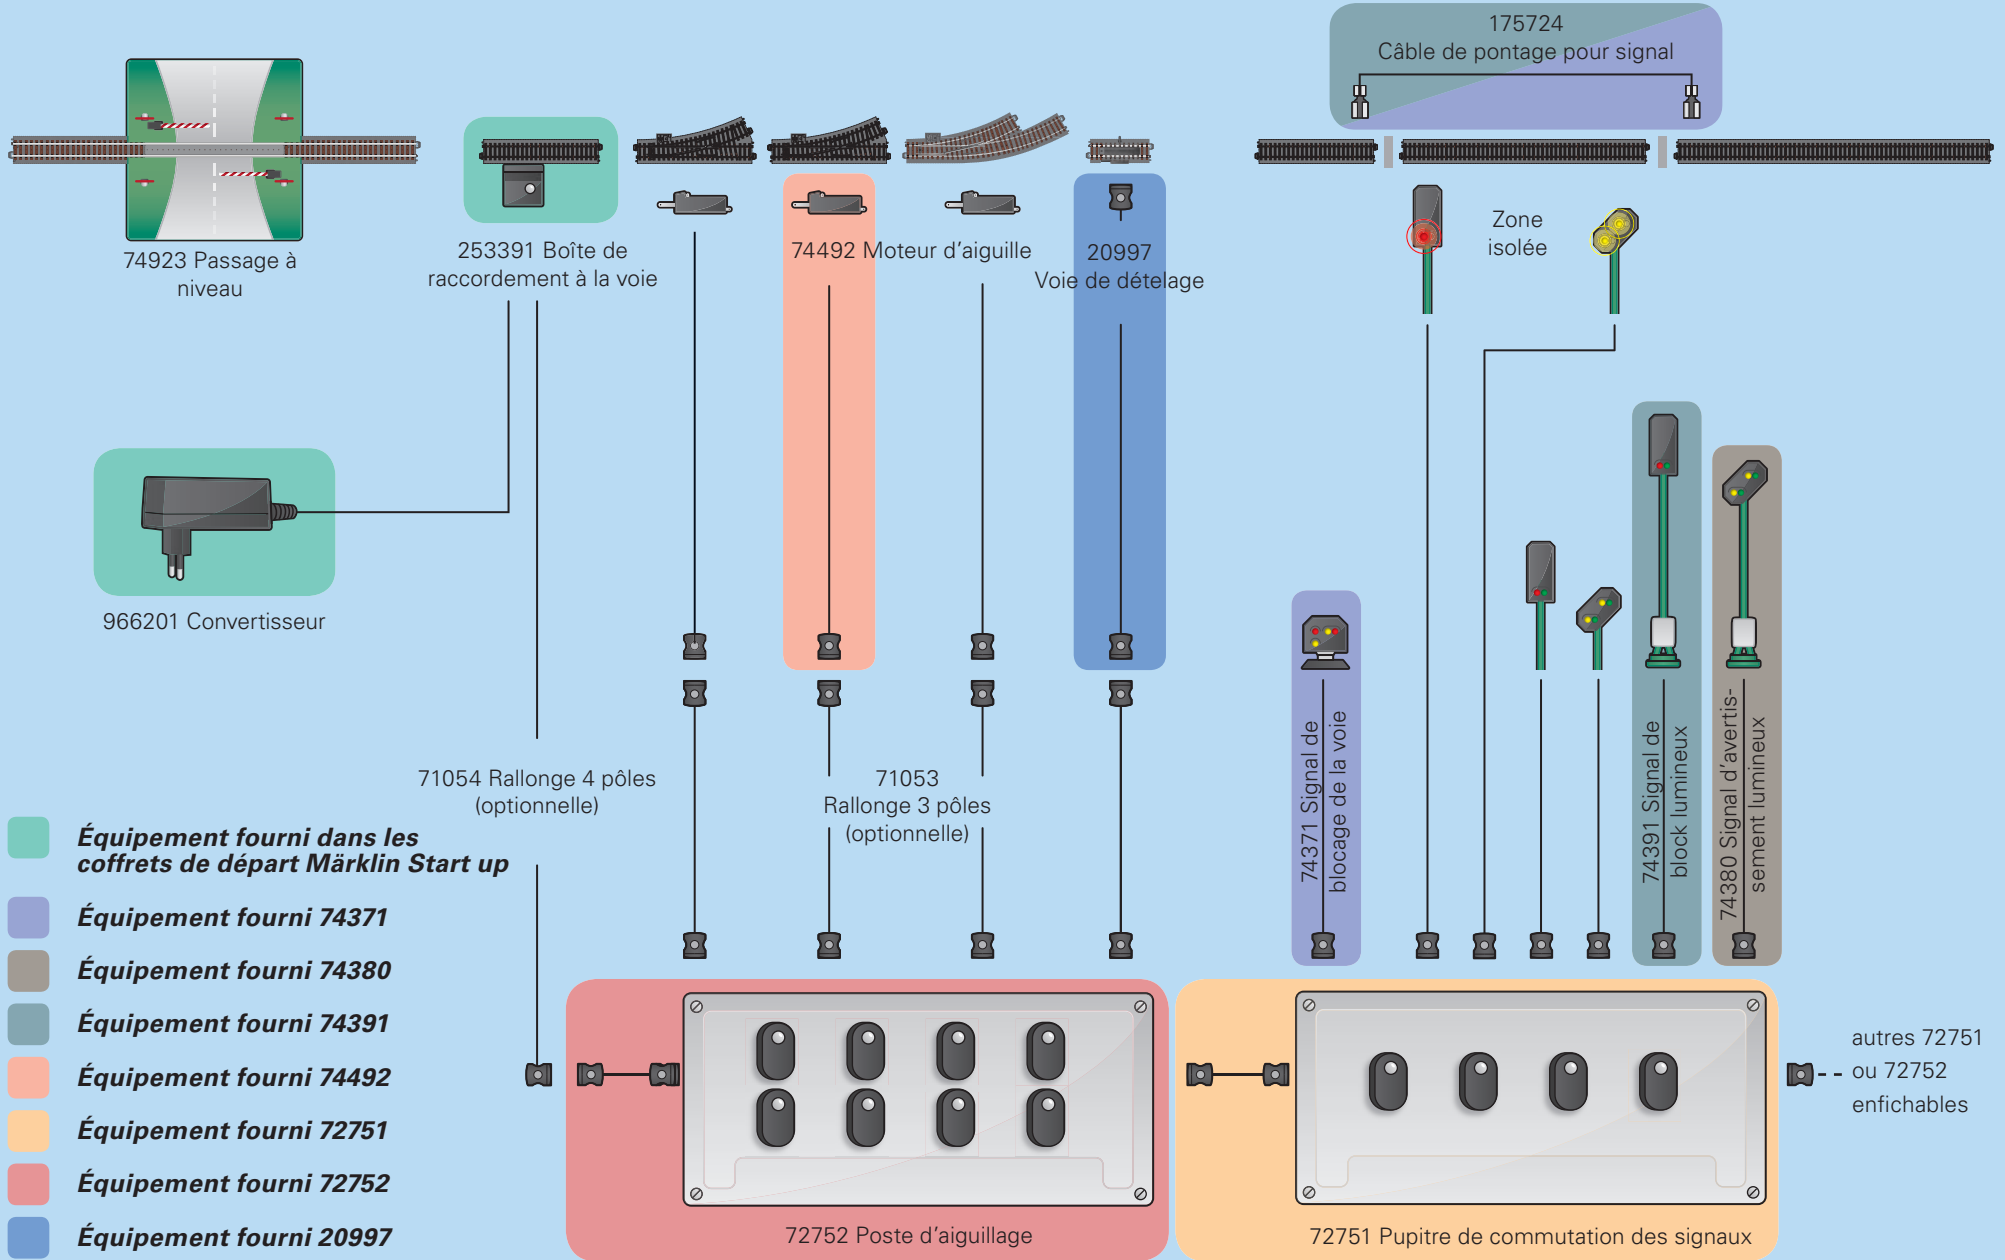 175724
Câble de pontage pour signal
74923 Passage à
niveau
253391 Boîte de
raccordement à la voie
74492 Moteur d'aiguille
20997
Voie de dételage
Zone
isolée
966201 Convertisseur
71054 Rallonge 4 pôles
(optionnelle)
71053
Rallonge 3 pôles
(optionnelle)
74371 Signal de
blocage de la voie
74391 Signal de
block lumineux
74380 Signal d'avertis-
sement lumineux
Équipement fourni dans les
coffrets de départ Märklin Start up
Équipement fourni 74371
Équipement fourni 74380
Équipement fourni 74391
Équipement fourni 74492
Équipement fourni 72751
Équipement fourni 72752
Équipement fourni 20997
72752 Poste d'aiguillage
72751 Pupitre de commutation des signaux
autres 72751
ou 72752
enfichables